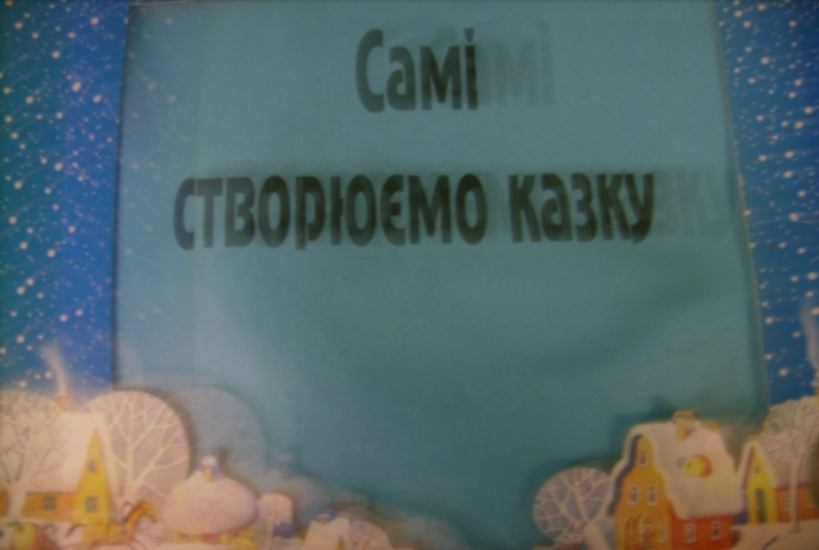 Самі
створюємо казку